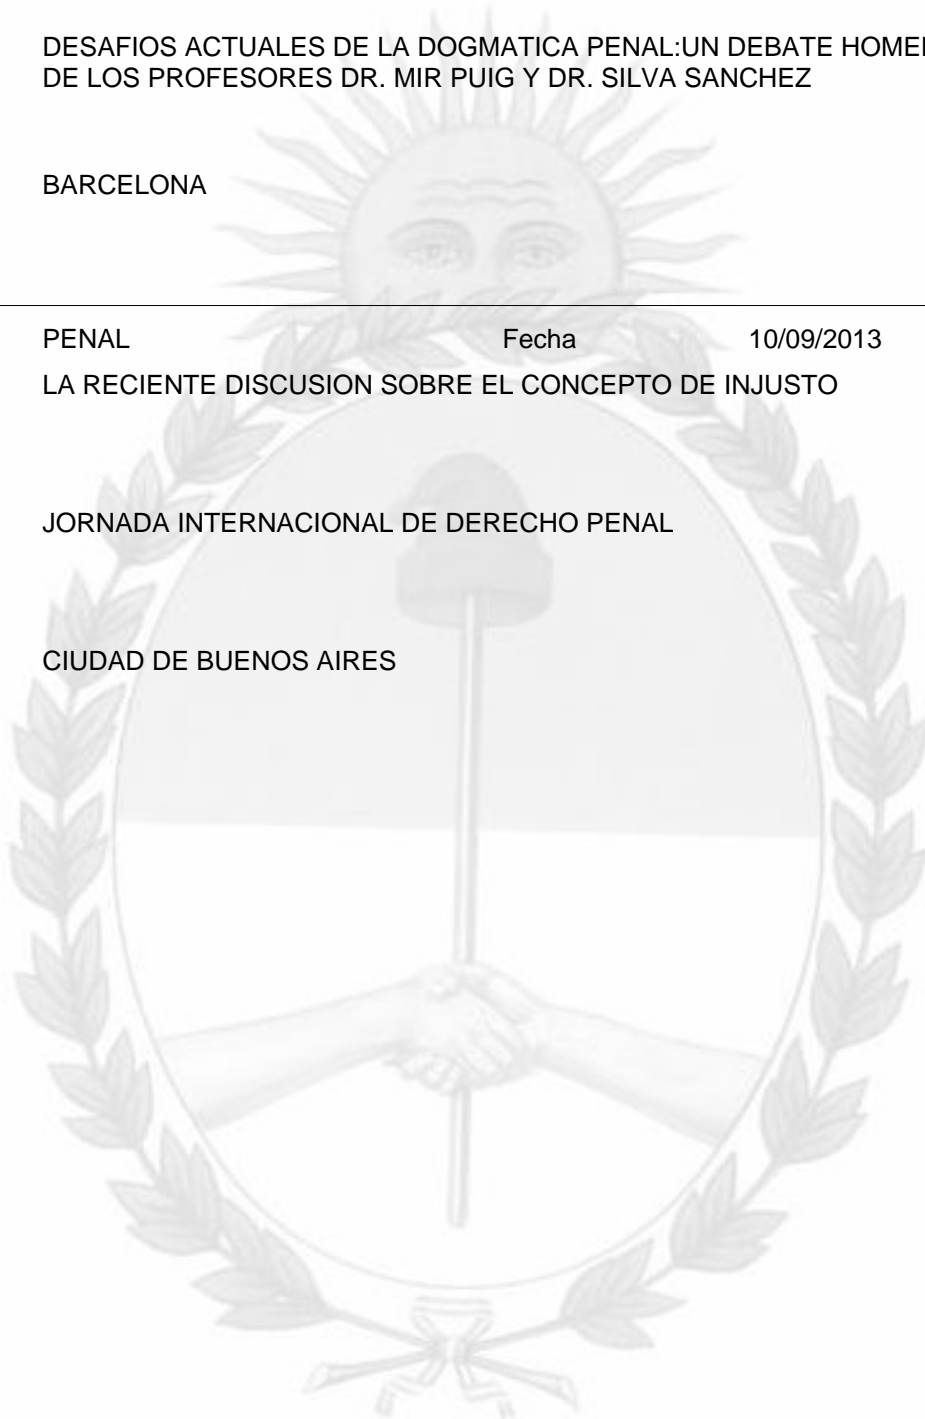 DESAFIOS ACTUALES DE LA DOGMATICA PENAL:UN DEBATE
DE LOS PROFESORES DR. MIR PUIG Y DR. SILVA SANCHEZ
BARCELONA
PENAL Fecha 10/09/2013
LA RECIENTE DISCUSION SOBRE EL CONCEPTO DE INJUSTO
JORNADA INTERNACIONAL DE DERECHO PENAL
CIUDAD DE BUENOS AIRES